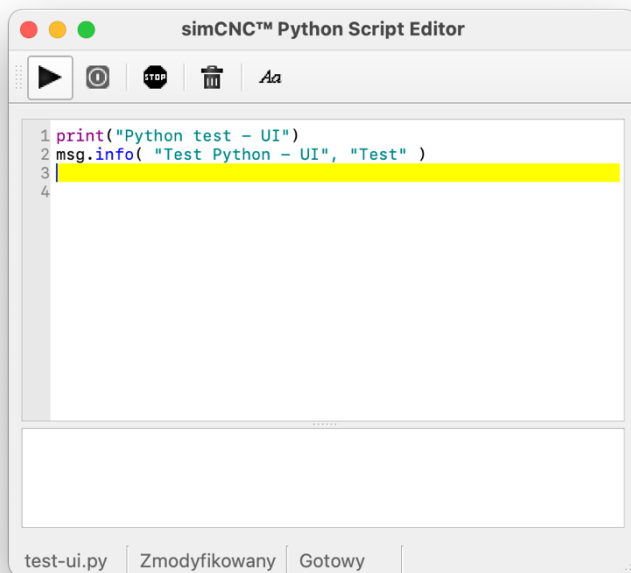 simCNC™ Python Script Editor
STOP
Aa
1 print("Python test – UI")
2 msg.info( "Test Python – UI", "Test" )
3
4
test-ui.py
Zmodyfikowany
Gotowy